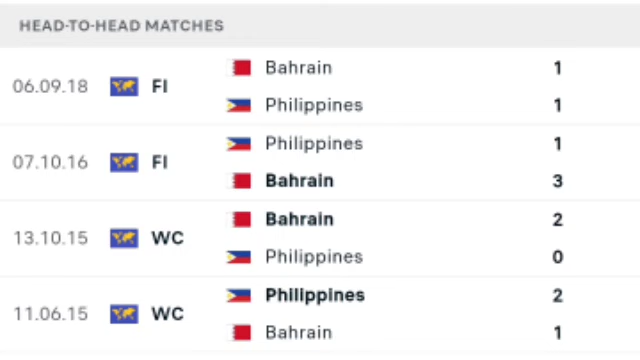 HEAD-TO-HEAD MATCHES
06.09.18 FI Bahrain 1
Philippines 1
07.10.16 FI Philippines 1
Bahrain 3
13.10.15 WC Bahrain 2
Philippines 0
11.06.15 WC Philippines 2
Bahrain 1